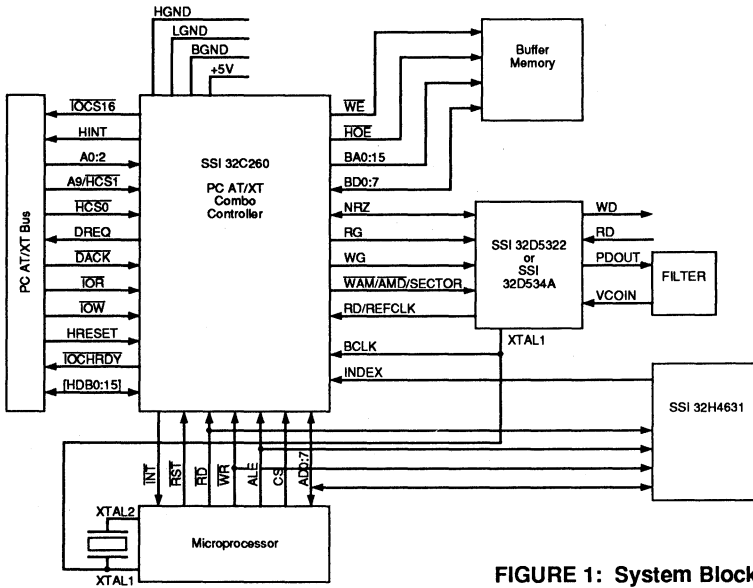 HGND
LGND
BGND
+5V
PC AT/XT Bus
IOCS16
HINT
A0:2
A9/HCS1
HCS0
DREQ
DACK
IOR
IOW
HRESET
IOCHRDY
[HDB0:15]
SSI 32C260
PC AT/XT
Combo
Controller
WE
HOE
BA0:15
BD0:7
NRZ
RG
WG
WAM/AMD/SECTOR
RD/REFCLK
BCLK
INDEX
Buffer
Memory
SSI 32D5322
or
SSI
32D534A
XTAL1
WD
RD
PDOUT
VCOIN
FILTER
SSI 32H4631
INT
RST
RD
WR
ALE
CS
AD0:7
XTAL2
XTAL1
Microprocessor
FIGURE 1: System Block